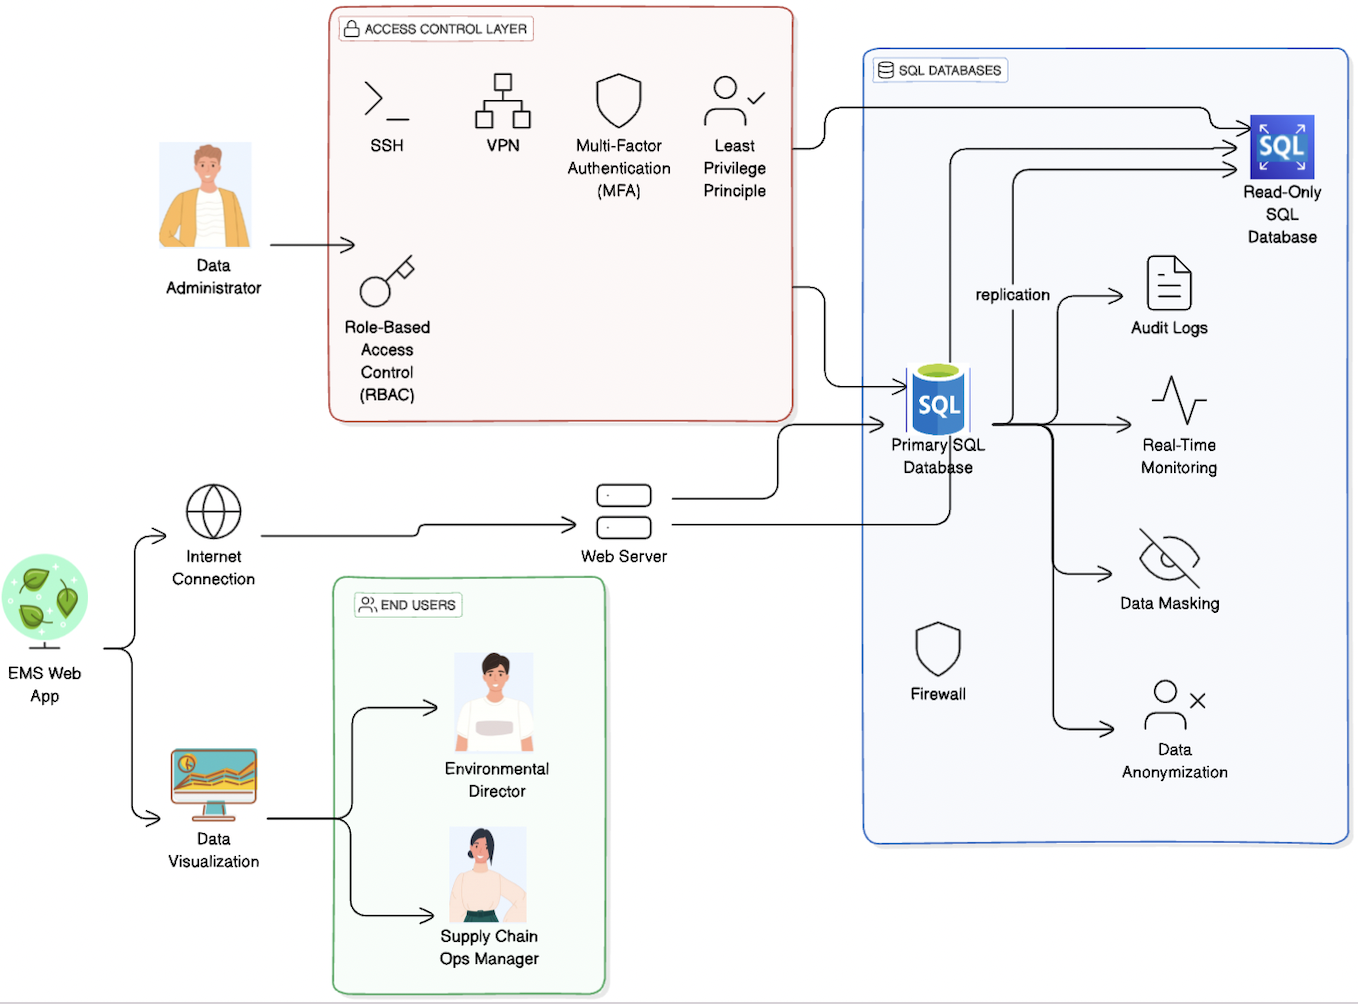 ACCESS CONTROL LAYER
SSH
VPN
Multi-Factor
Authentication
(MFA)
Least
Privilege
Principle
Data
Administrator
Role-Based
Access
Control
(RBAC)
SQL DATABASES
SQL
Read-Only
SQL
Database
replication
Audit Logs
SQL
Primary SQL
Database
Real-Time
Monitoring
Data Masking
Firewall
Data
Anonymization
Internet
Connection
Web Server
EMS Web
App
Data
Visualization
END USERS
Environmental
Director
Supply Chain
Ops Manager